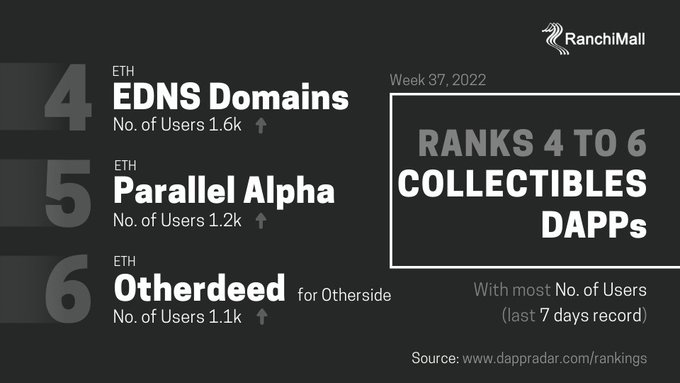 RanchiMall
Week 37, 2022
RANKS 4 TO 6
COLLECTIBLES
DAPPs
4
ETH
EDNS Domains
No. of Users 1.6k
5
ETH
Parallel Alpha
No. of Users 1.2k
6
ETH
Otherdeed for Otherside
No. of Users 1.1k
With most No. of Users
(last 7 days record)
Source: www.dappradar.com/rankings